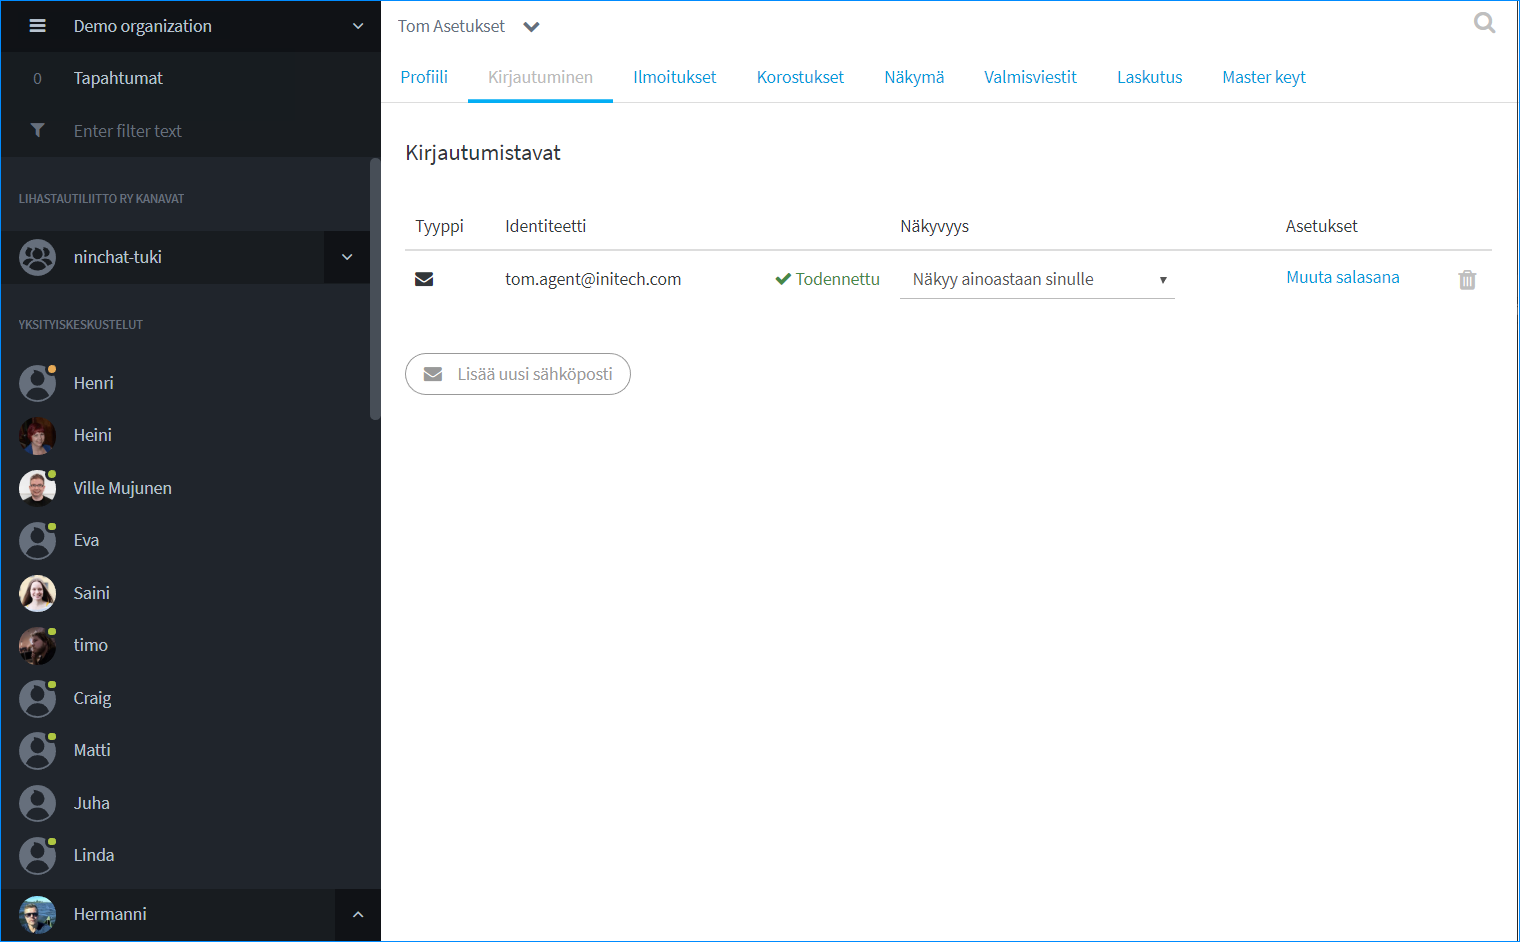 Demo organization
0 Tapahtumat
Enter filter text
LIHASTAUTILIITTO RY KANAVAT
ninchat-tuki
YKSITYISKESKUSTELUT
Henri
Heini
Ville Mujunen
Eva
Saini
timo
Craig
Matti
Juha
Linda
Hermanni
Tom Asetukset
Profiili Kirjautuminen Ilmoitukset Korostukset Näkymä Valmisviestit Laskutus Master keyt
Kirjautumistavat
Tyyppi Identiteetti Näkyvyys Asetukset
tom.agent@initech.com Todennettu Näkyy ainoastaan sinulle Muuta salasana
Lisää uusi sähköposti